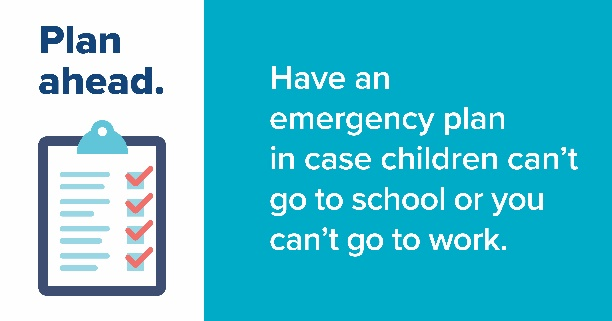 Plan
ahead.
Have an
emergency plan
in case children can’t
go to school or you
can’t go to work.